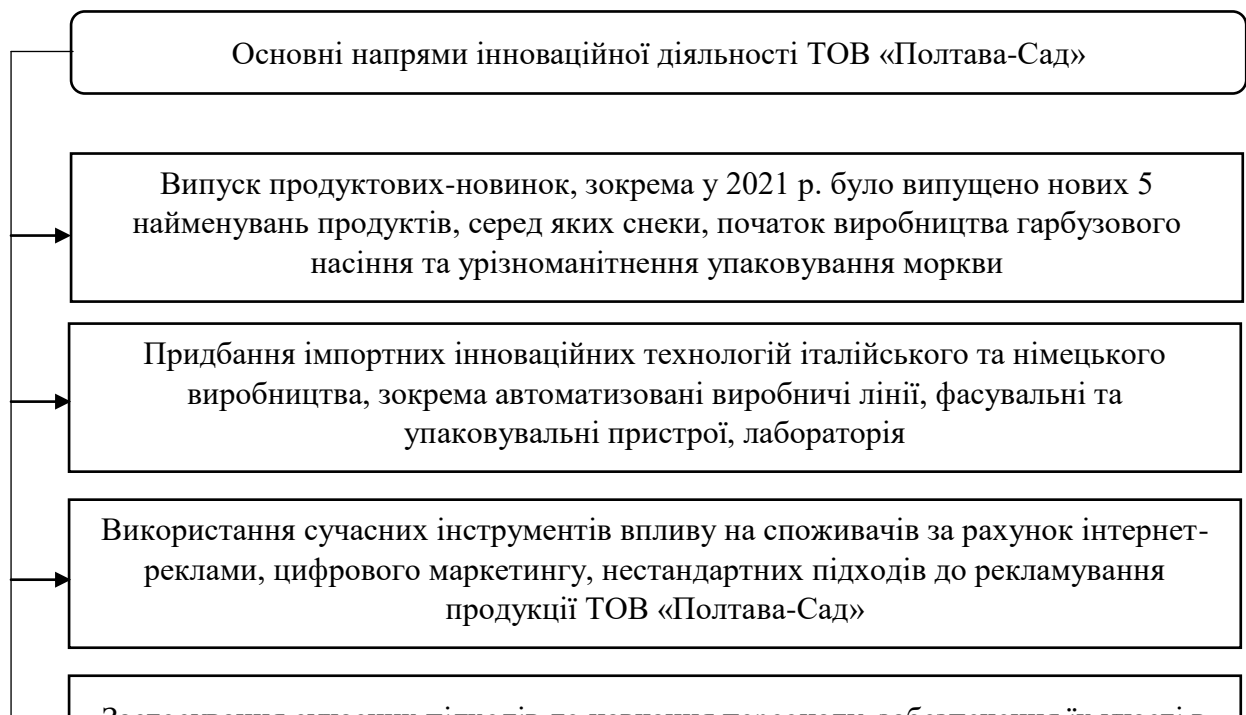 Основні напрями інноваційної діяльності ТОВ «Полтава-Сад»
Випуск продуктових-новинок, зокрема у 2021 р. було випущено нових 5
найменувань продуктів, серед яких снеки, початок виробництва гарбузового
насіння та урізноманітнення упаковування моркви
Придбання імпортних інноваційних технологій італійського та німецького
виробництва, зокрема автоматизовані виробничі лінії, фасувальні та
упаковувальні пристрої, лабораторія
Використання сучасних інструментів впливу на споживачів за рахунок інтернет-
реклами, цифрового маркетингу, нестандартних підходів до рекламування
продукції ТОВ «Полтава-Сад»